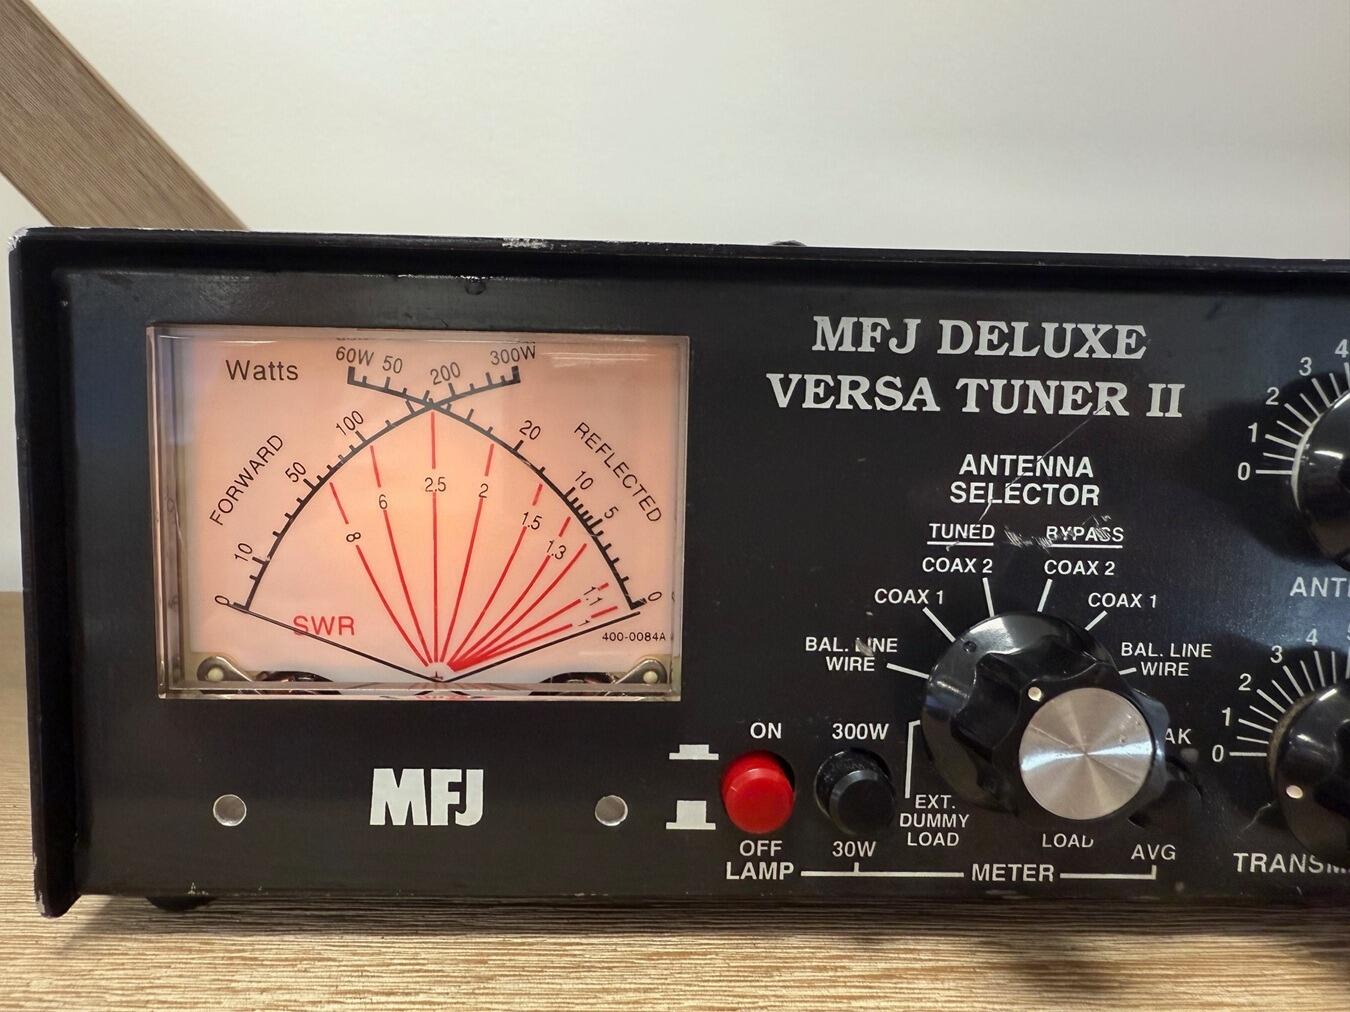 Watts
60W 50 200 300W
100 20
FORWARD 50 10 REFLECTED
10 5
0 0
8 6 2.5 2 1.5 1.3 1.1 1
SWR
400-0084A
MFJ
MFJ DELUXE
VERSA TUNER II
ANTENNA
SELECTOR
TUNED BYPASS
COAX 2 COAX 2
COAX 1 COAX 1
BAL. LINE BAL. LINE
WIRE WIRE
ON 300W
EXT.
DUMMY
LOAD LOAD
OFF 30W AVG
LAMP METER
0 1 2 3 4
0 1 2 3 4 5